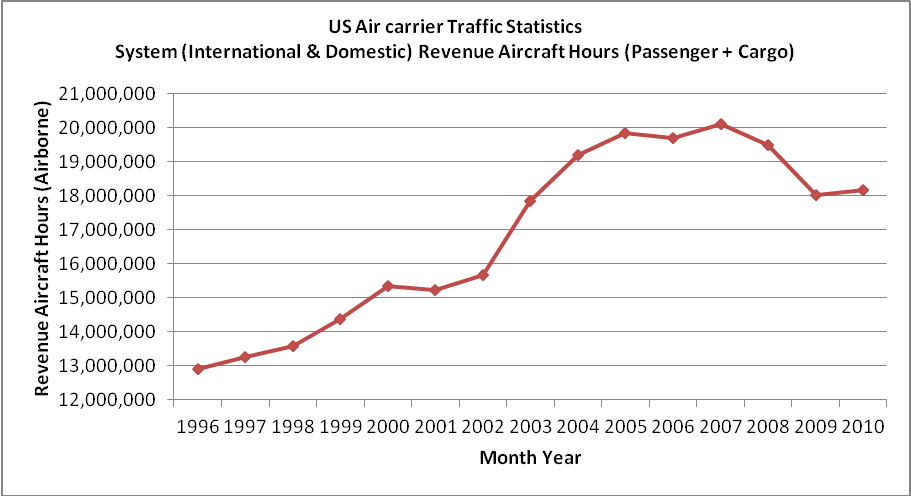 US Air carrier Traffic Statistics
System (International & Domestic) Revenue Aircraft Hours (Passenger + Cargo)
Revenue Aircraft Hours (Airborne)
21,000,000
20,000,000
19,000,000
18,000,000
17,000,000
16,000,000
15,000,000
14,000,000
13,000,000
12,000,000
1996 1997 1998 1999 2000 2001 2002 2003 2004 2005 2006 2007 2008 2009 2010
Month Year